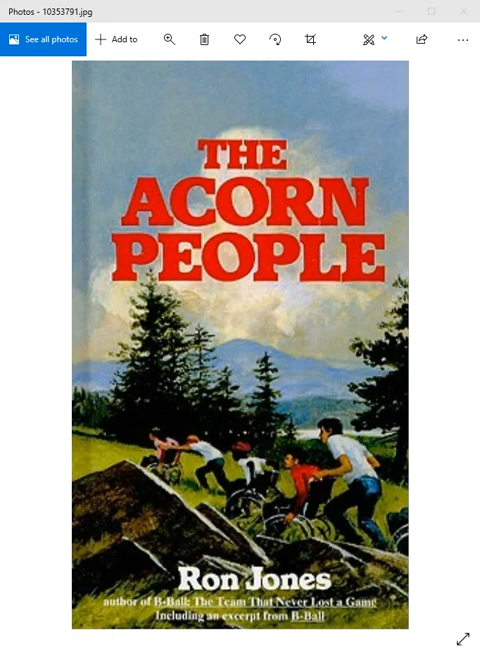 Photos - 10353791.jpg
See all photos
Add to
THE
ACORN
PEOPLE
Ron Jones
author of B-Ball: The Team That Never Lost a Game
Including an excerpt from B-Ball